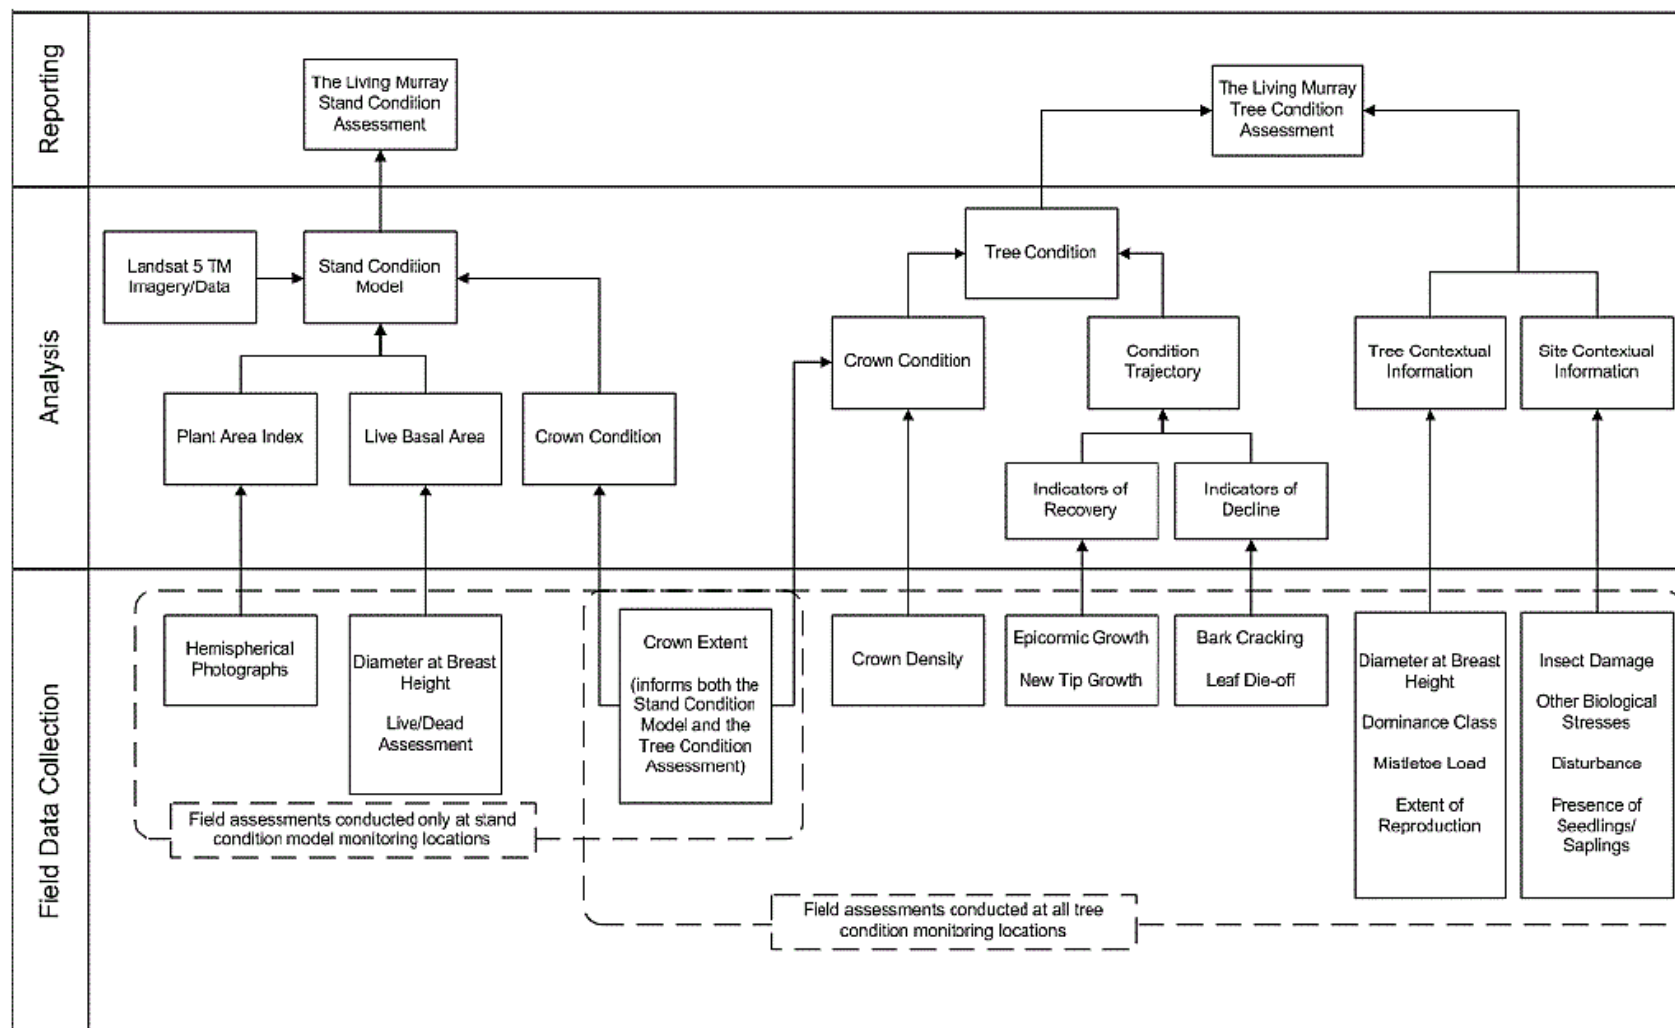 Reporting
The Living Murray
Stand Condition
Assessment
The Living Murray
Tree Condition
Assessment
Analysis
Landsat 5 TM
Imagery/Data
Stand Condition
Model
Tree Condition
Crown Condition
Condition
Trajectory
Tree Contextual
Information
Site Contextual
Information
Plant Area Index
Live Basal Area
Crown Condition
Indicators of
Recovery
Indicators of
Decline
Field Data Collection
Hemispherical
Photographs
Diameter at Breast
Height
Live/Dead
Assessment
Crown Extent
(informs both the
Stand Condition
Model and the
Tree Condition
Assessment)
Crown Density
Epicormic Growth
New Tip Growth
Bark Cracking
Leaf Die-off
Diameter at Breast
Height
Dominance Class
Mistletoe Load
Extent of
Reproduction
Insect Damage
Other Biological
Stresses
Disturbance
Presence of
Seedlings/
Saplings
Field assessments conducted only at stand
condition model monitoring locations
Field assessments conducted at all tree
condition monitoring locations